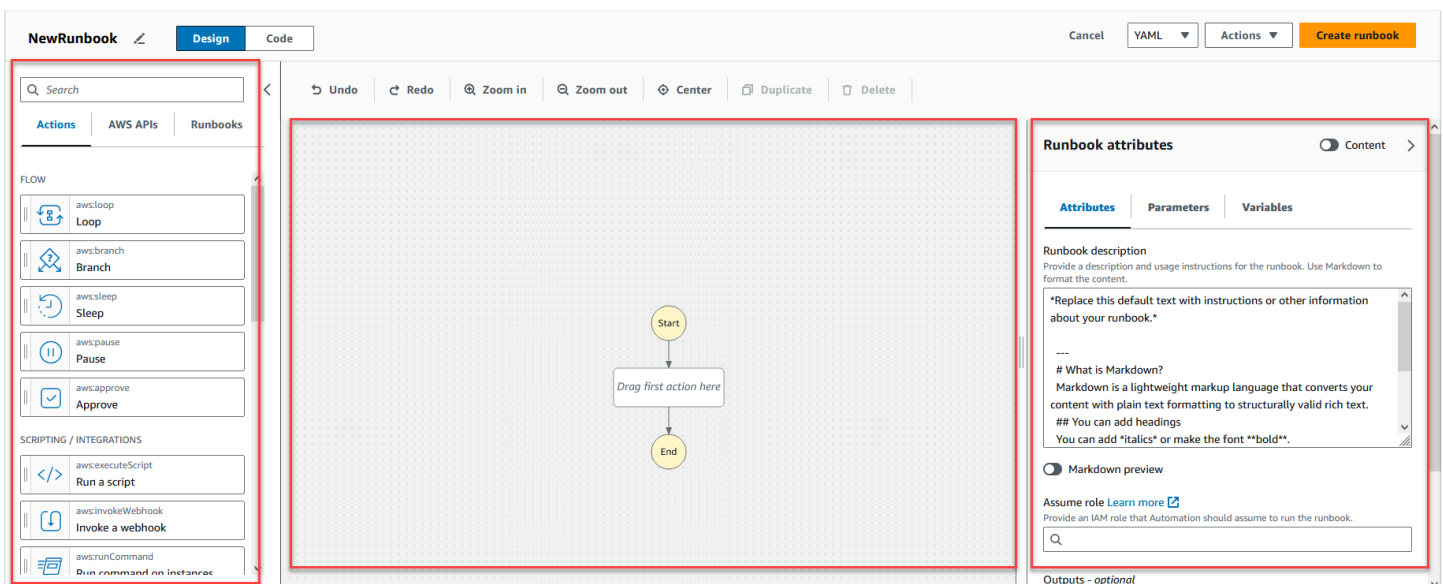 NewRunbook
Design
Code
Cancel
YAML
Actions
Create runbook
Search
Actions
AWS APIs
Runbooks
FLOW
aws:loop
Loop
aws:branch
Branch
aws:sleep
Sleep
aws:pause
Pause
aws:approve
Approve
SCRIPTING / INTEGRATIONS
aws:executeScript
Run a script
aws:invokeWebhook
Invoke a webhook
aws:runCommand
Run command on instances
Undo
Redo
Zoom in
Zoom out
Center
Duplicate
Delete
Start
Drag first action here
End
Runbook attributes
Content
Attributes
Parameters
Variables
Runbook description
Provide a description and usage instructions for the runbook. Use Markdown to
format the content.
*Replace this default text with instructions or other information
about your runbook.*
---
# What is Markdown?
Markdown is a lightweight markup language that converts your
content with plain text formatting to structurally valid rich text.
## You can add headings
You can add *italics* or make the font **bold**.
Markdown preview
Assume role Learn more
Provide an IAM role that Automation should assume to run the runbook.
Outputs - optional